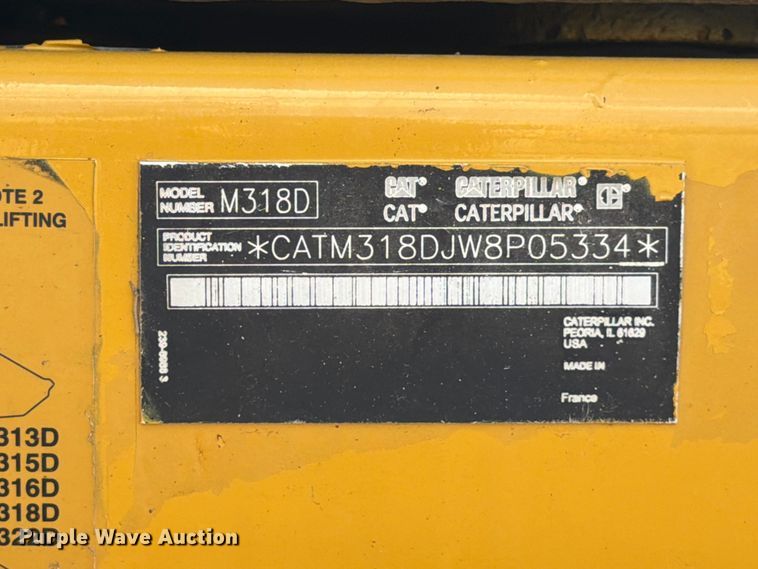 OTE 2
LIFTING
MODEL
NUMBER M318D
CAT® CATERPILLAR®
CAT® CATERPILLAR®
PRODUCT
IDENTIFICATION
NUMBER *CATM318DJW8P05334*
CATERPILLAR INC.
PEORIA, IL 61629
USA
MADE IN
France
313D
315D
316D
318D
322D
Purple Wave Auction